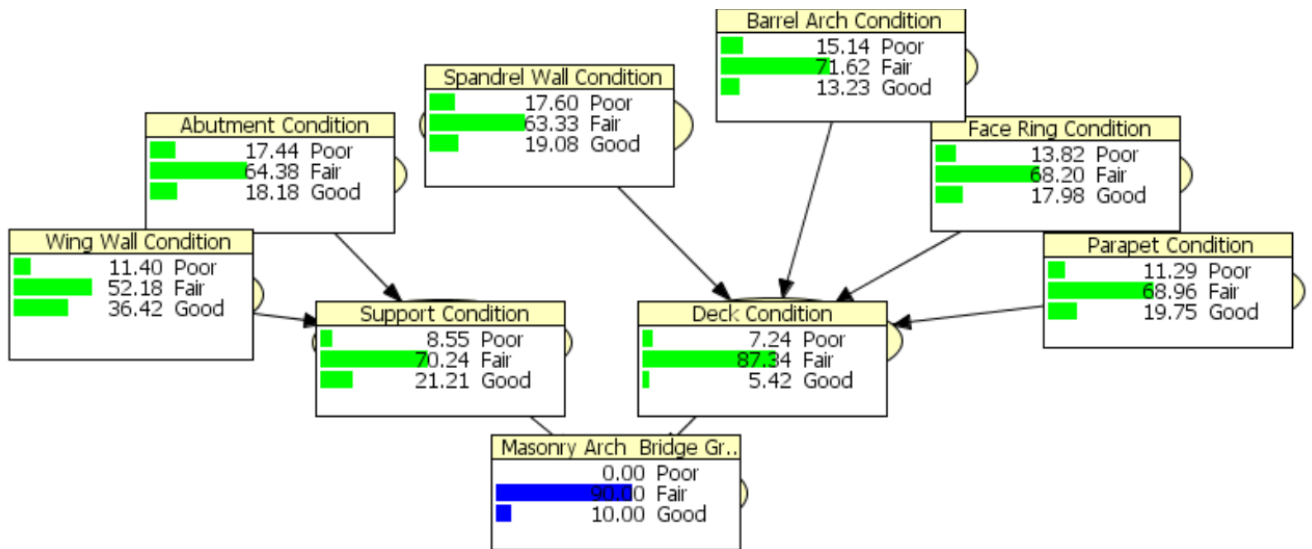 Barrel Arch Condition
15.14 Poor
71.62 Fair
13.23 Good
Spandrel Wall Condition
17.60 Poor
63.33 Fair
19.08 Good
Abutment Condition
17.44 Poor
64.38 Fair
18.18 Good
Face Ring Condition
13.82 Poor
68.20 Fair
17.98 Good
Wing Wall Condition
11.40 Poor
52.18 Fair
36.42 Good
Parapet Condition
11.29 Poor
68.96 Fair
19.75 Good
Support Condition
8.55 Poor
70.24 Fair
21.21 Good
Deck Condition
7.24 Poor
87.34 Fair
5.42 Good
Masonry Arch Bridge Gr..
0.00 Poor
90.00 Fair
10.00 Good